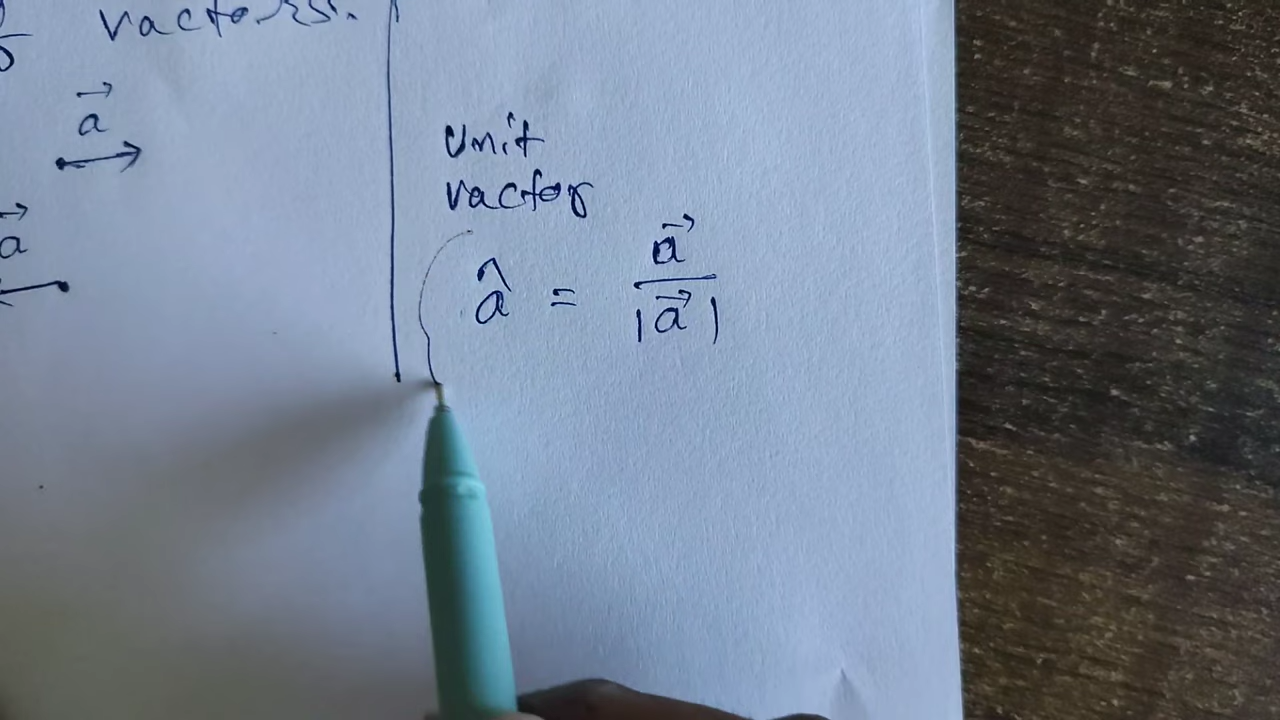 vactors.
a⃗
a⃗
unit
vactor
â = a⃗ / |a⃗|